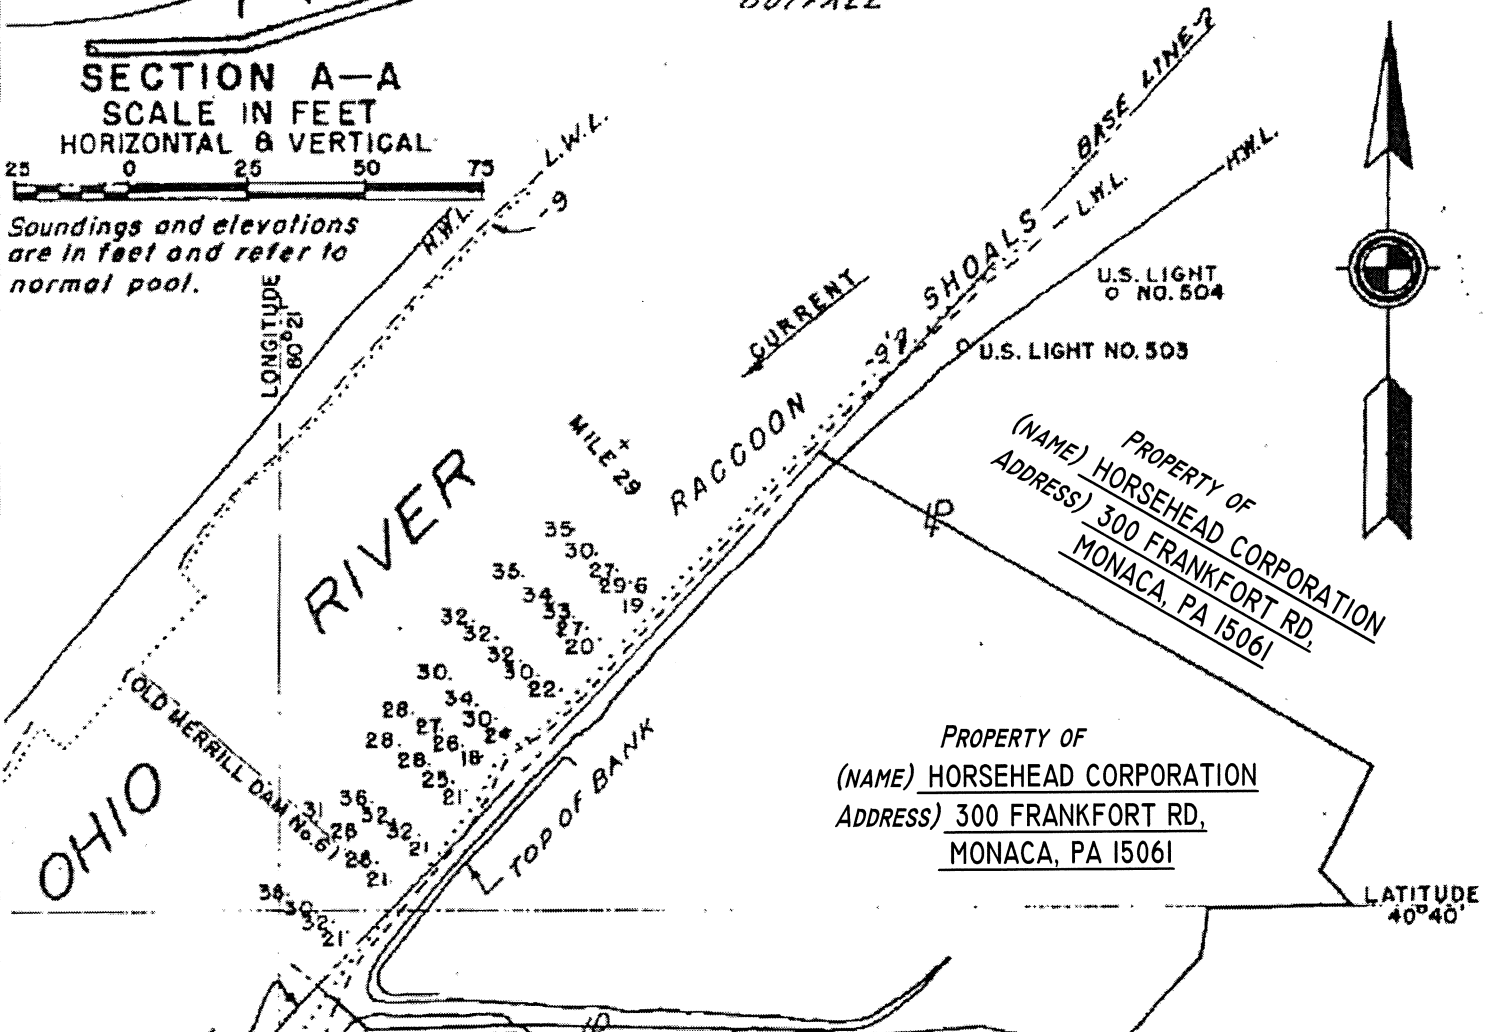 SECTION A—A
SCALE IN FEET
HORIZONTAL & VERTICAL
25 0 25 50 75
Soundings and elevations
are in feet and refer to
normal pool.
LONGITUDE
80°21'
H.W.L.
L.W.L.
-9
BASE LINE
L.W.L.
H.W.L.
U.S. LIGHT
NO. 504
U.S. LIGHT NO. 503
CURRENT
RACCOON SHOALS
-9'
MILE 29
OHIO RIVER
(OLD MERRILL DAM No. 6)
TOP OF BANK
35
30
27
29.6
19
35
34
33
27
20
32
32
32
30
22
30
34
30
24
28
27
26
18
28
28
25
21
36
32
32
21
31
28
28
21
38
30
32
21
PROPERTY OF
(NAME) HORSEHEAD CORPORATION
ADDRESS) 300 FRANKFORT RD,
MONACA, PA 15061
PROPERTY OF
(NAME) HORSEHEAD CORPORATION
ADDRESS) 300 FRANKFORT RD,
MONACA, PA 15061
LATITUDE
40°40'